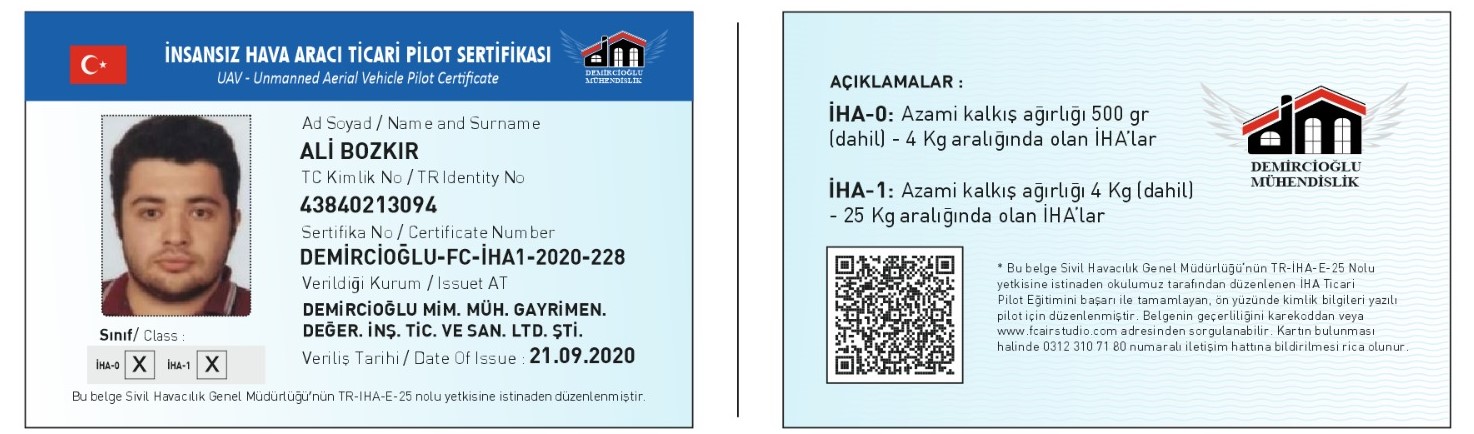 İNSANSIZ HAVA ARACI TİCARİ PİLOT SERTİFİKASI
UAV - Unmanned Aerial Vehicle Pilot Certificate
DEMİRCİOĞLU
MÜHENDİSLİK
Ad Soyad / Name and Surname
ALİ BOZKIR
TC Kimlik No / TR Identity No
43840213094
Sertifika No / Certificate Number
DEMİRCİOĞLU-FC-İHA1-2020-228
Verildiği Kurum / Issuet AT
DEMİRCİOĞLU MİM. MÜH. GAYRİMEN.
DEĞER. İNŞ. TİC. VE SAN. LTD. ŞTİ.
Veriliş Tarihi / Date Of Issue : 21.09.2020
Sınıf/ Class :
İHA-0 X İHA-1 X
Bu belge Sivil Havacılık Genel Müdürlüğü'nün TR-IHA-E-25 nolu yetkisine istinaden düzenlenmiştir.
AÇIKLAMALAR :
İHA-0: Azami kalkış ağırlığı 500 gr
(dahil) - 4 Kg aralığında olan İHA'lar
İHA-1: Azami kalkış ağırlığı 4 Kg (dahil)
- 25 Kg aralığında olan İHA'lar
dm
DEMİRCİOĞLU
MÜHENDİSLİK
* Bu belge Sivil Havacılık Genel Müdürlüğü'nün TR-İHA-E-25 Nolu
yetkisine istinaden okulumuz tarafından düzenlenen İHA Ticari
Pilot Eğitimini başarı ile tamamlayan, ön yüzünde kimlik bilgileri yazılı
pilot için düzenlenmiştir. Belgenin geçerliliğini karekoddan veya
www.fcairstudio.com adresinden sorgulanabilir. Kartın bulunması
halinde 0312 310 71 80 numaralı iletişim hattına bildirilmesi rica olunur.